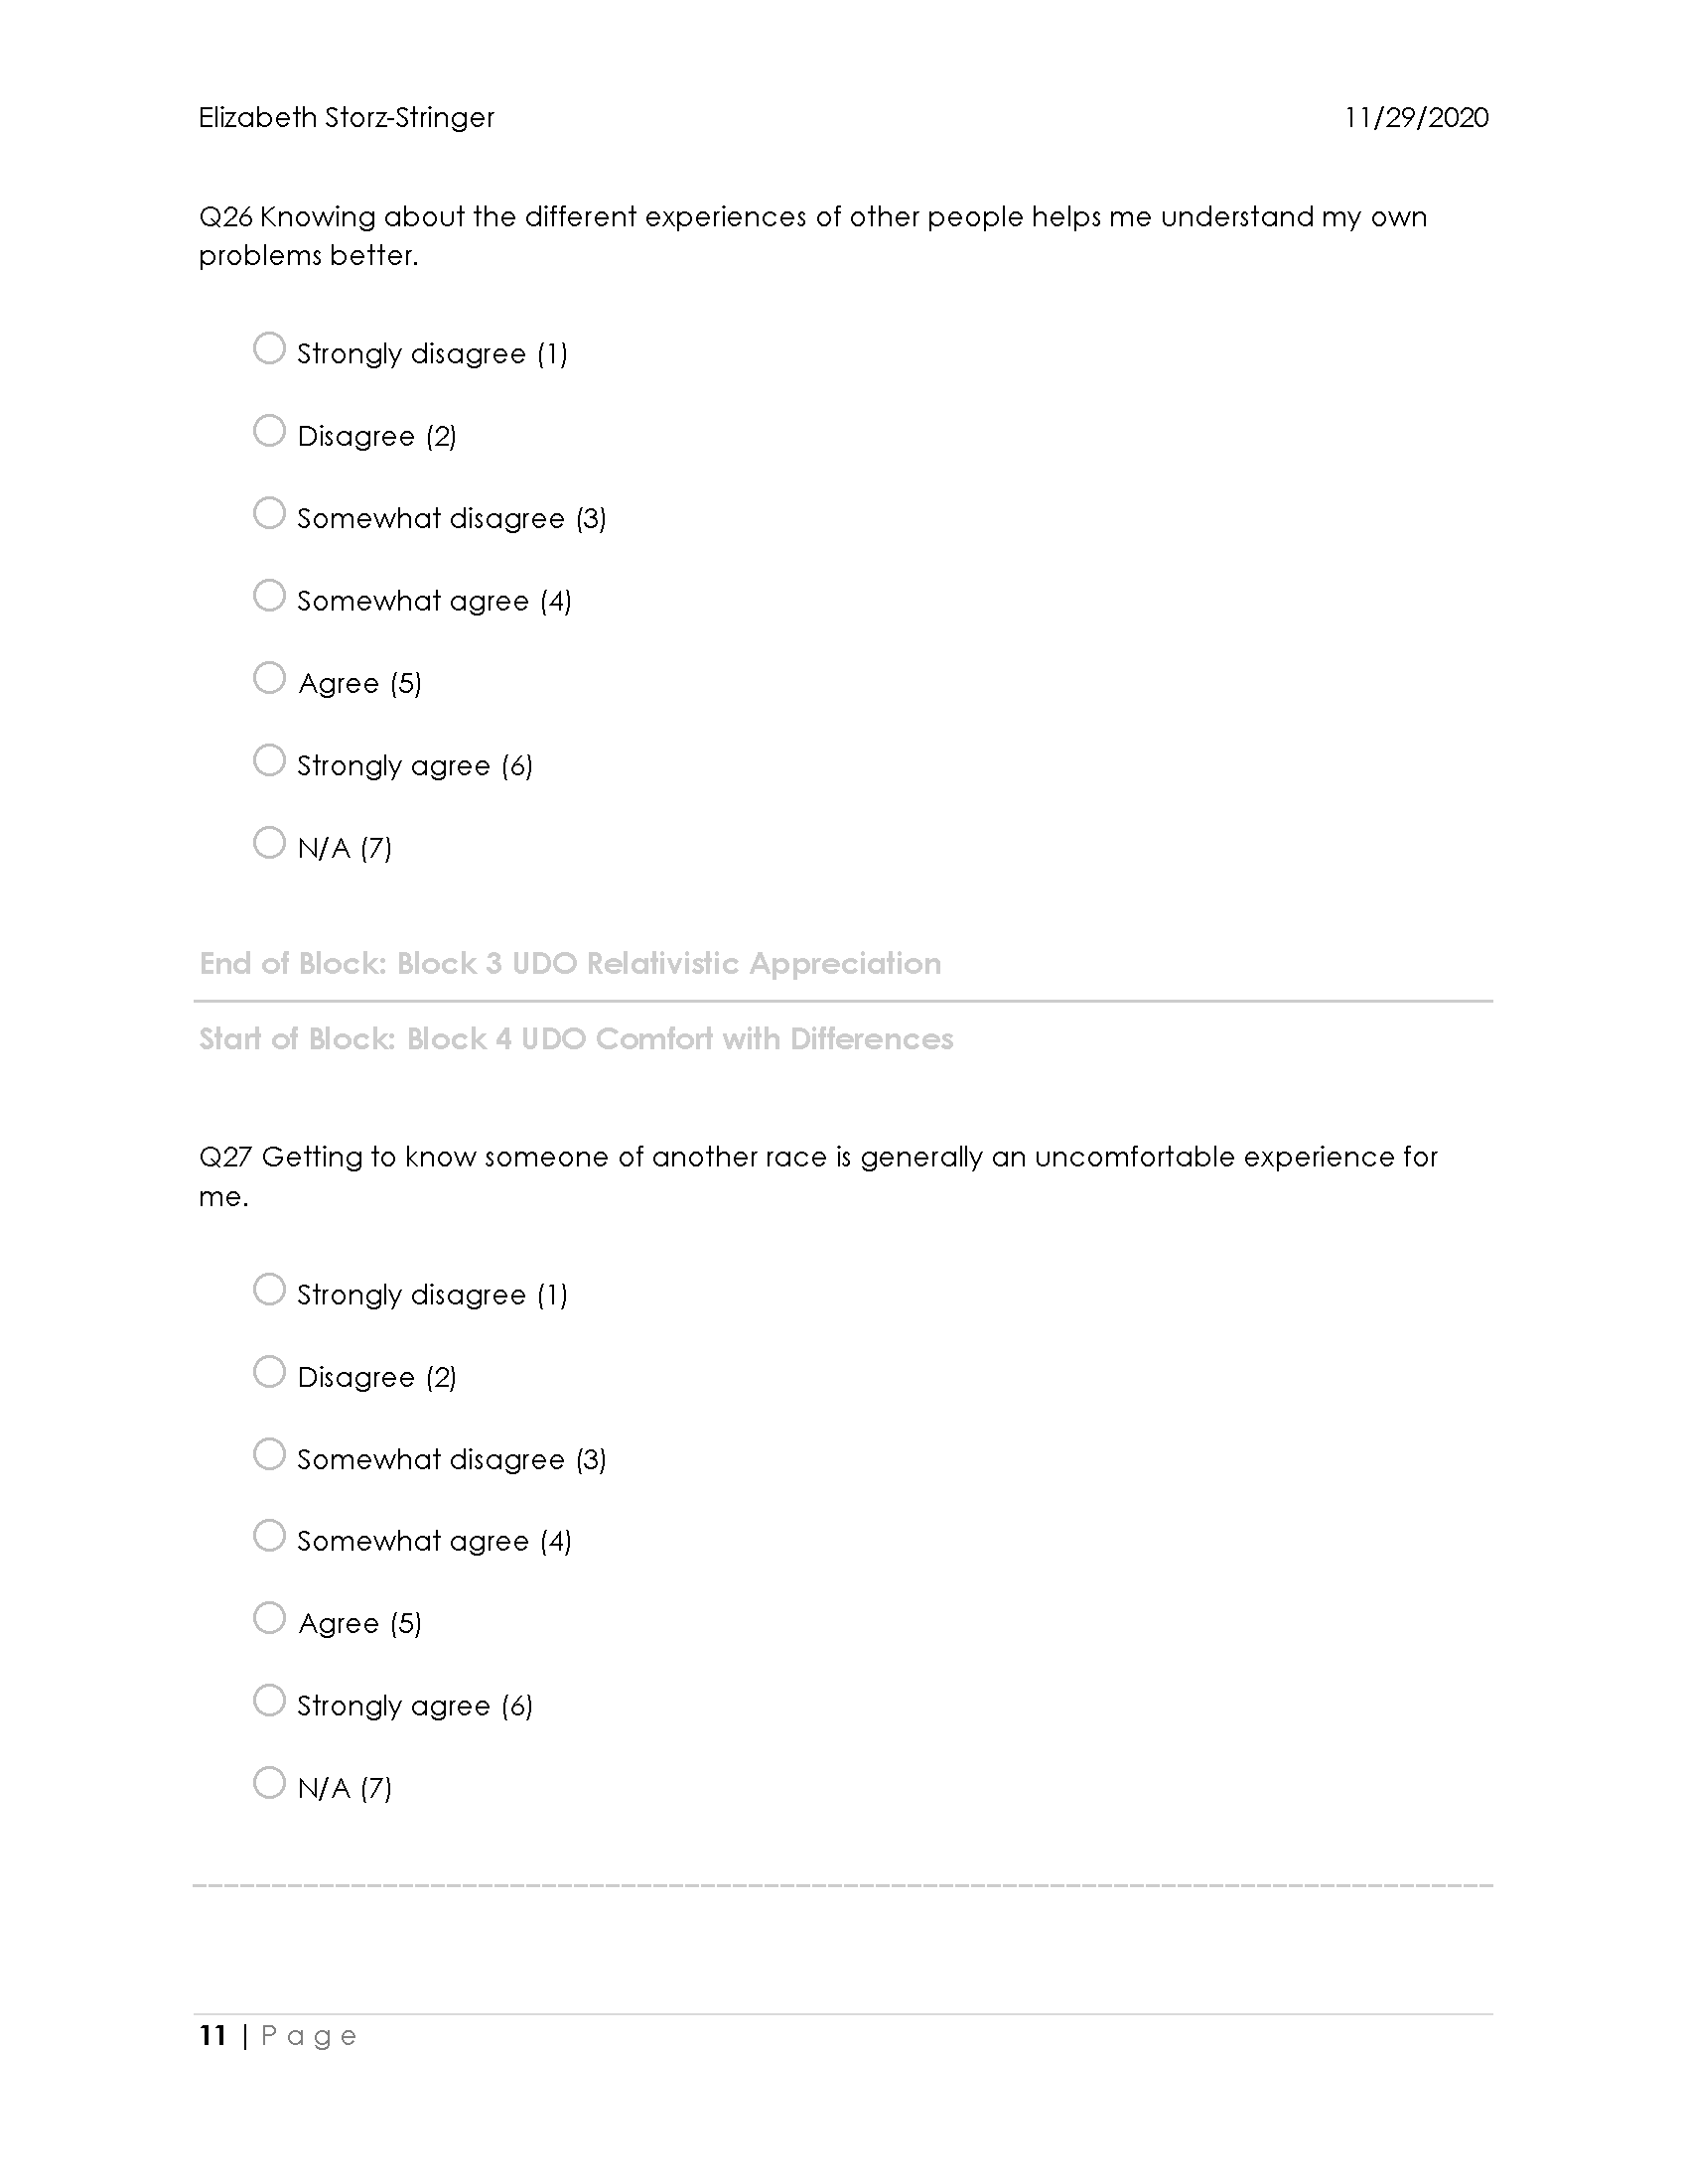 Elizabeth Storz-Stringer 11/29/2020
Q26 Knowing about the different experiences of other people helps me understand my own
problems better.
Strongly disagree (1)
Disagree (2)
Somewhat disagree (3)
Somewhat agree (4)
Agree (5)
Strongly agree (6)
N/A (7)
End of Block: Block 3 UDO Relativistic Appreciation
Start of Block: Block 4 UDO Comfort with Differences
Q27 Getting to know someone of another race is generally an uncomfortable experience for
me.
Strongly disagree (1)
Disagree (2)
Somewhat disagree (3)
Somewhat agree (4)
Agree (5)
Strongly agree (6)
N/A (7)
11 | P a g e